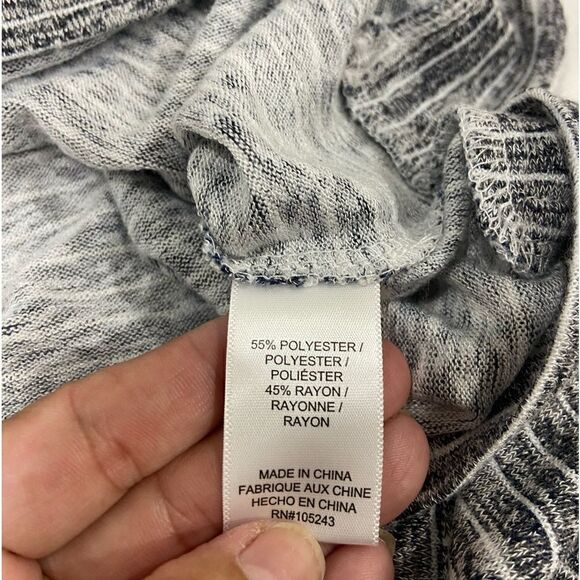 55% POLYESTER /
POLYESTER /
POLIÉSTER
45% RAYON /
RAYONNE /
RAYON
MADE IN CHINA
FABRIQUE AUX CHINE
HECHO EN CHINA
RN#105243